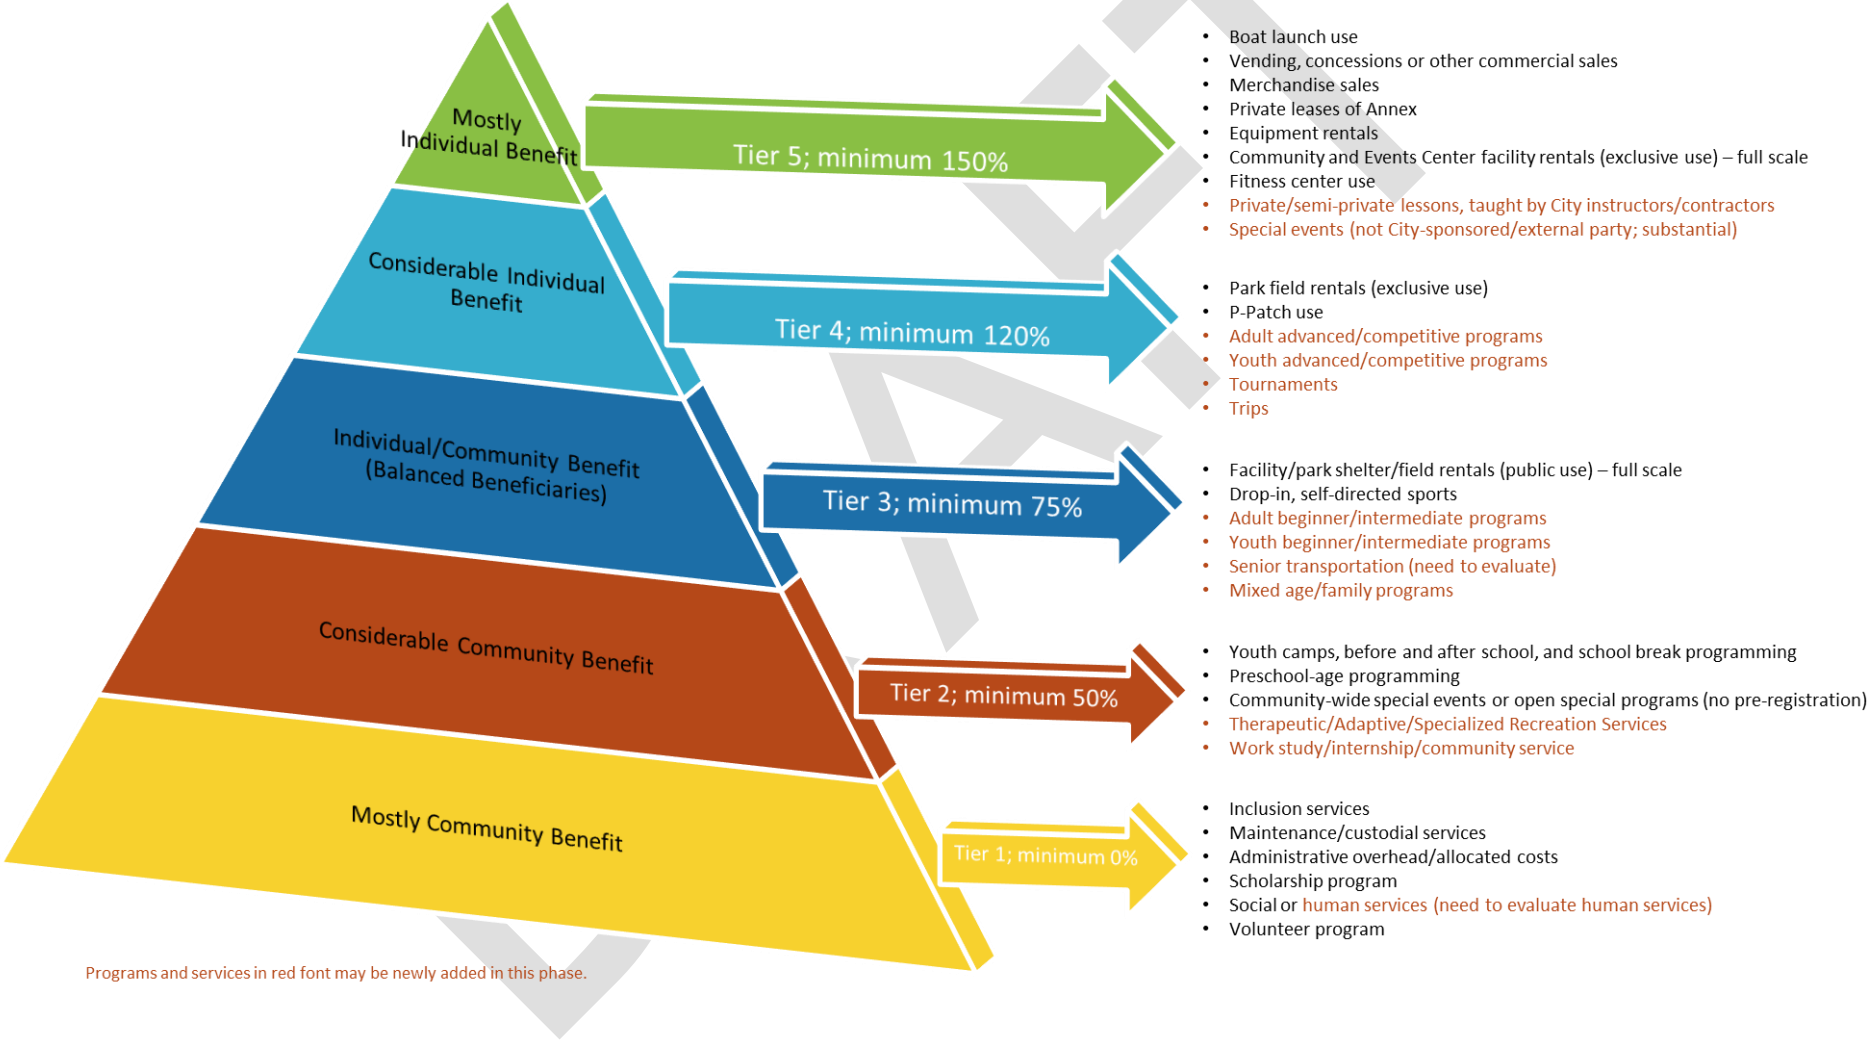 Mostly
Individual Benefit
Tier 5; minimum 150%
• Boat launch use
• Vending, concessions or other commercial sales
• Merchandise sales
• Private leases of Annex
• Equipment rentals
• Community and Events Center facility rentals (exclusive use) – full scale
• Fitness center use
• Private/semi-private lessons, taught by City instructors/contractors
• Special events (not City-sponsored/external party; substantial)
Considerable Individual
Benefit
Tier 4; minimum 120%
• Park field rentals (exclusive use)
• P-Patch use
• Adult advanced/competitive programs
• Youth advanced/competitive programs
• Tournaments
• Trips
Individual/Community Benefit
(Balanced Beneficiaries)
Tier 3; minimum 75%
• Facility/park shelter/field rentals (public use) – full scale
• Drop-in, self-directed sports
• Adult beginner/intermediate programs
• Youth beginner/intermediate programs
• Senior transportation (need to evaluate)
• Mixed age/family programs
Considerable Community Benefit
Tier 2; minimum 50%
• Youth camps, before and after school, and school break programming
• Preschool-age programming
• Community-wide special events or open special programs (no pre-registration)
• Therapeutic/Adaptive/Specialized Recreation Services
• Work study/internship/community service
Mostly Community Benefit
Tier 1; minimum 0%
• Inclusion services
• Maintenance/custodial services
• Administrative overhead/allocated costs
• Scholarship program
• Social or human services (need to evaluate human services)
• Volunteer program
Programs and services in red font may be newly added in this phase.
DRAFT